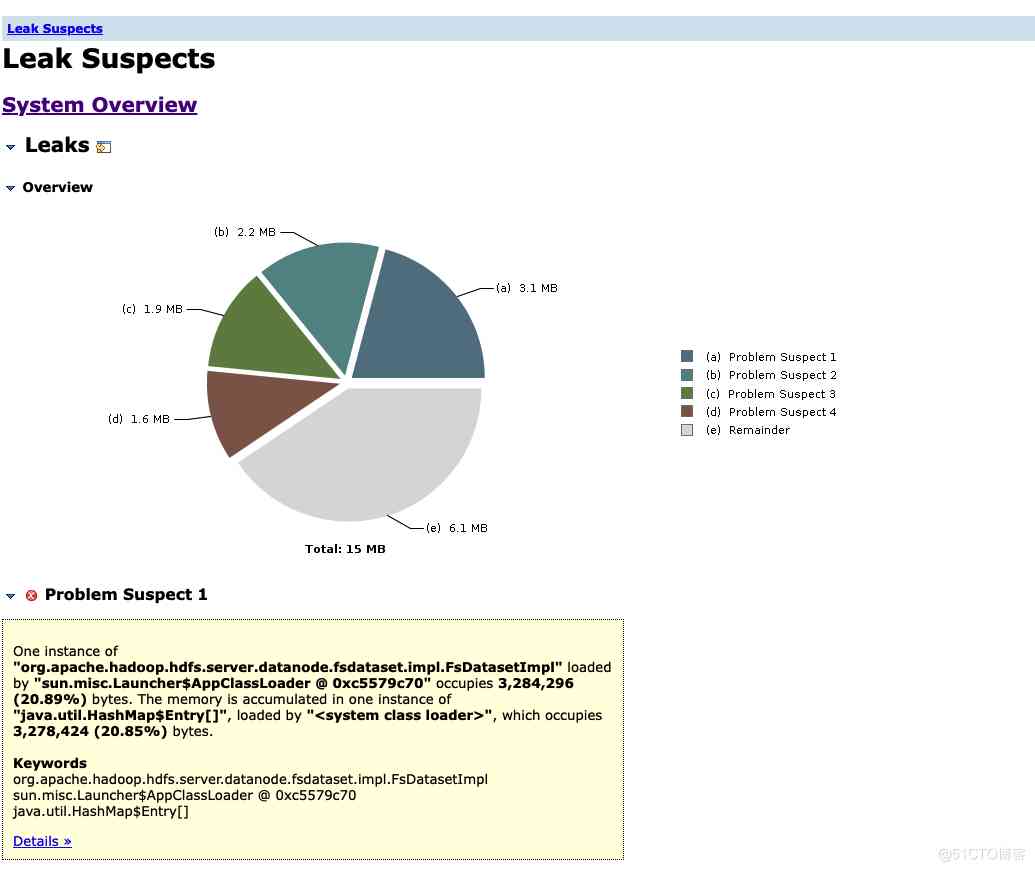 Leak Suspects
Leak Suspects
System Overview
Leaks
Overview
(b) 2.2 MB
(a) 3.1 MB
(c) 1.9 MB
(d) 1.6 MB
(e) 6.1 MB
Total: 15 MB
(a) Problem Suspect 1
(b) Problem Suspect 2
(c) Problem Suspect 3
(d) Problem Suspect 4
(e) Remainder
Problem Suspect 1
One instance of
"org.apache.hadoop.hdfs.server.datanode.fsdataset.impl.FsDatasetImpl" loaded
by "sun.misc.Launcher$AppClassLoader @ 0xc5579c70" occupies 3,284,296
(20.89%) bytes. The memory is accumulated in one instance of
"java.util.HashMap$Entry[]", loaded by "<system class loader>", which occupies
3,278,424 (20.85%) bytes.
Keywords
org.apache.hadoop.hdfs.server.datanode.fsdataset.impl.FsDatasetImpl
sun.misc.Launcher$AppClassLoader @ 0xc5579c70
java.util.HashMap$Entry[]
Details »
@51CTO博客